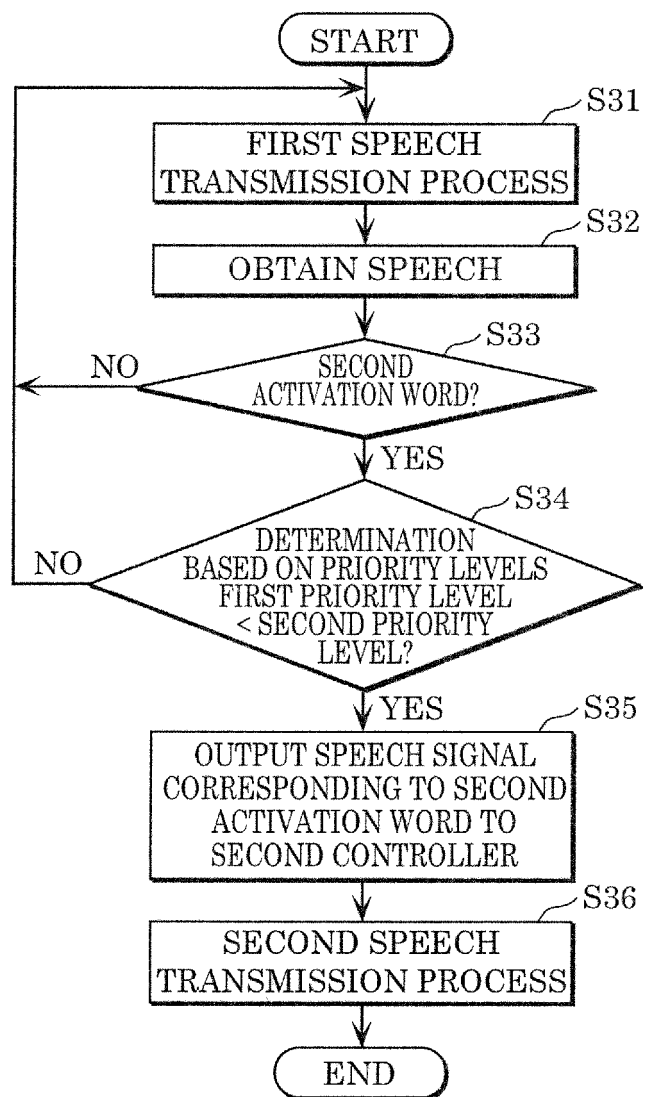 START
S31
FIRST SPEECH
TRANSMISSION PROCESS
S32
OBTAIN SPEECH
S33
NO
SECOND
ACTIVATION WORD?
YES
S34
NO
DETERMINATION
BASED ON PRIORITY LEVELS
FIRST PRIORITY LEVEL
< SECOND PRIORITY
LEVEL?
YES
S35
OUTPUT SPEECH SIGNAL
CORRESPONDING TO SECOND
ACTIVATION WORD TO
SECOND CONTROLLER
S36
SECOND SPEECH
TRANSMISSION PROCESS
END